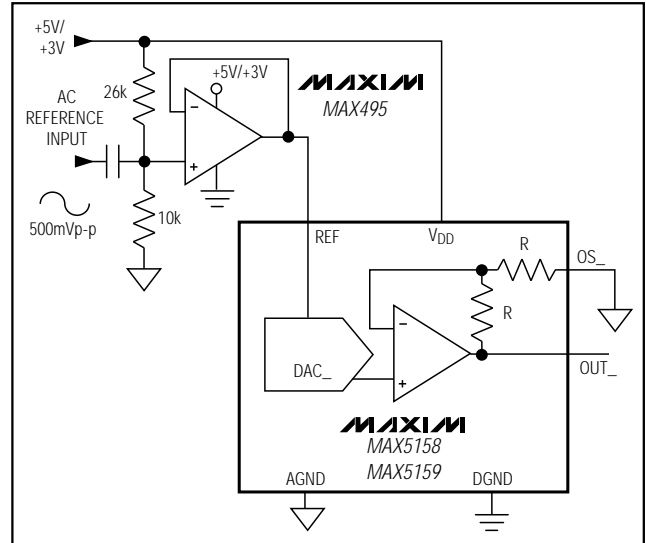 +5V/
+3V
26k
+5V/+3V
MAXIM
MAX495
AC
REFERENCE
INPUT
−
+
10k
500mVp-p
REF
VDD
R
OS_
R
−
DAC_
+
OUT_
MAXIM
MAX5158
MAX5159
AGND
DGND